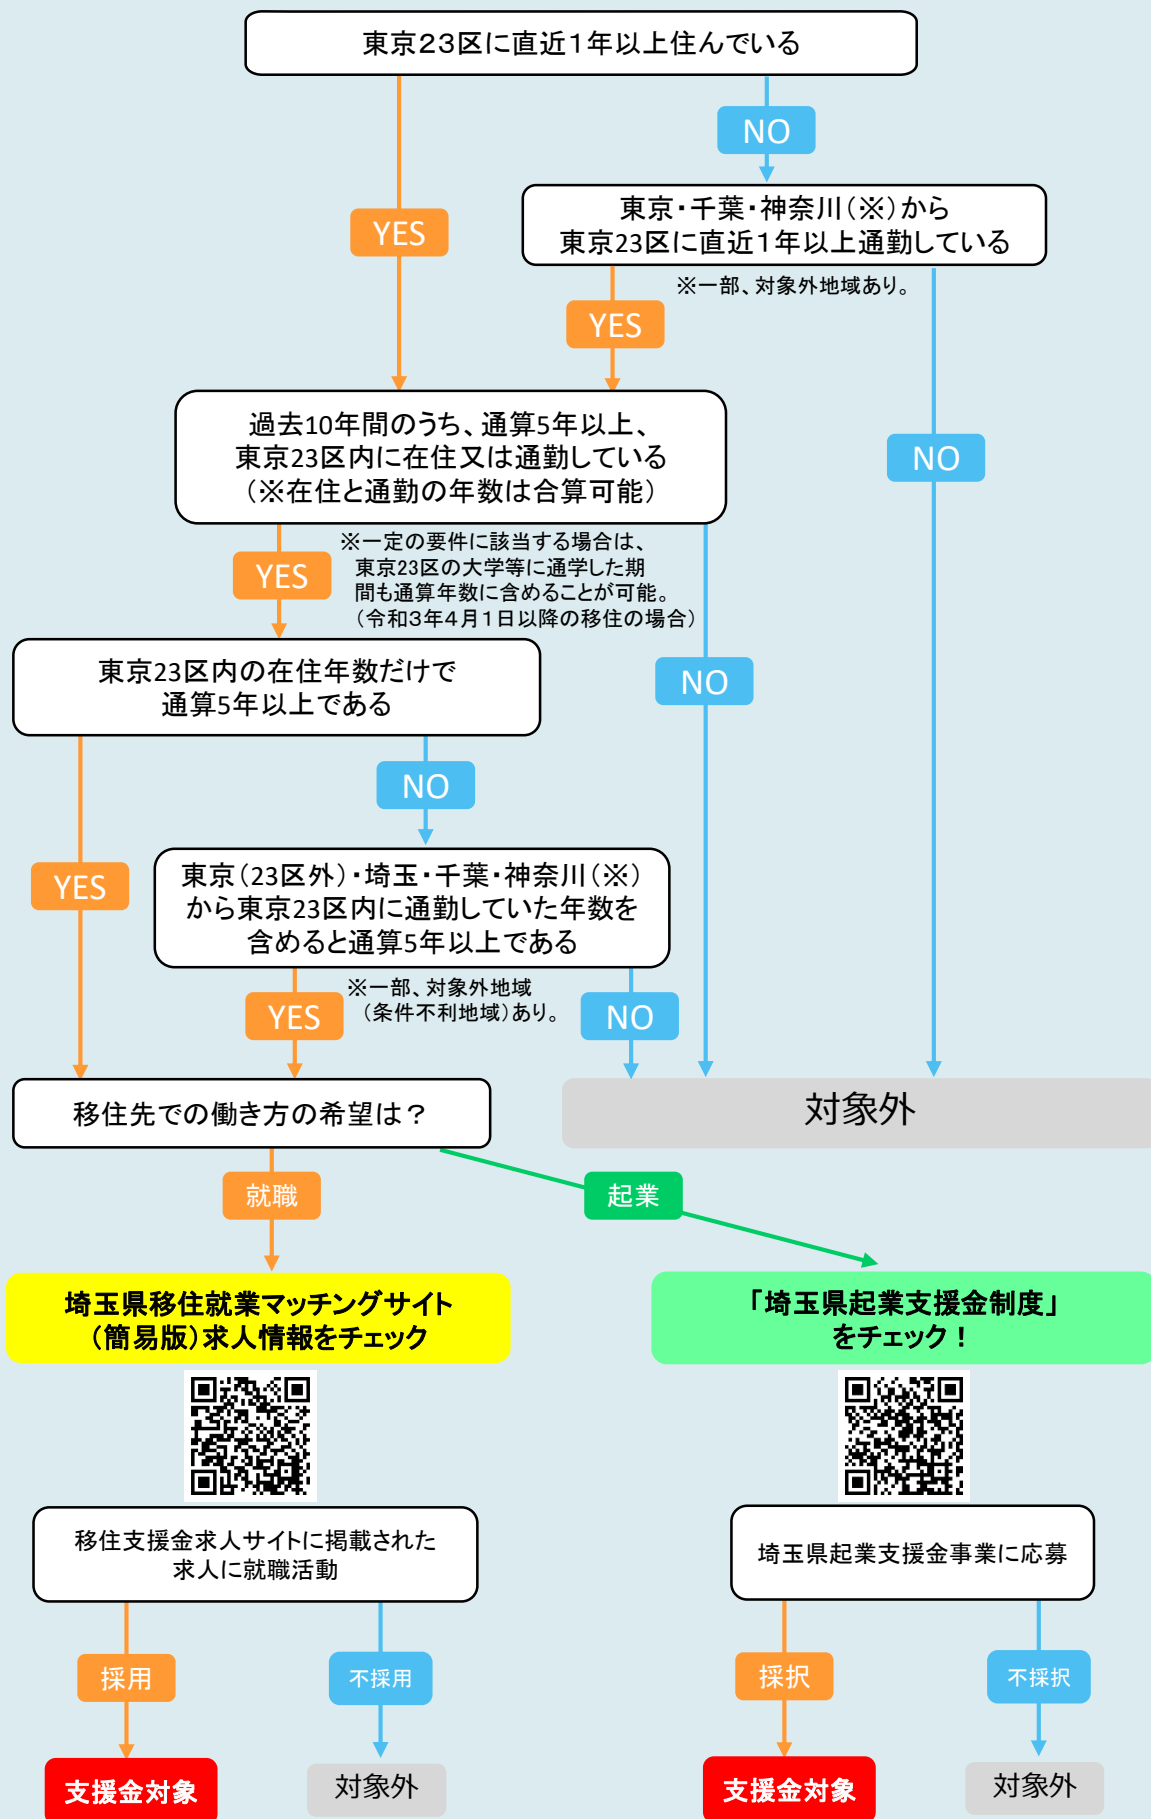 東京23区に直近1年以上住んでいる
NO
YES
東京・千葉・神奈川（※）から
東京23区に直近1年以上通勤している
※一部、対象外地域あり。
YES
NO
過去10年間のうち、通算5年以上、
東京23区内に在住又は通勤している
（※在住と通勤の年数は合算可能）
YES
※一定の要件に該当する場合は、
東京23区の大学等に通学した期
間も通算年数に含めることが可能。
（令和3年4月1日以降の移住の場合）
NO
東京23区内の在住年数だけで
通算5年以上である
NO
YES
東京（23区外）・埼玉・千葉・神奈川（※）
から東京23区内に通勤していた年数を
含めると通算5年以上である
YES
※一部、対象外地域
（条件不利地域）あり。
NO
移住先での働き方の希望は？
対象外
就職
起業
埼玉県移住就業マッチングサイト
（簡易版）求人情報をチェック
「埼玉県起業支援金制度」
をチェック！
移住支援金求人サイトに掲載された
求人に就職活動
埼玉県起業支援金事業に応募
採用
不採用
採択
不採択
支援金対象
対象外
支援金対象
対象外